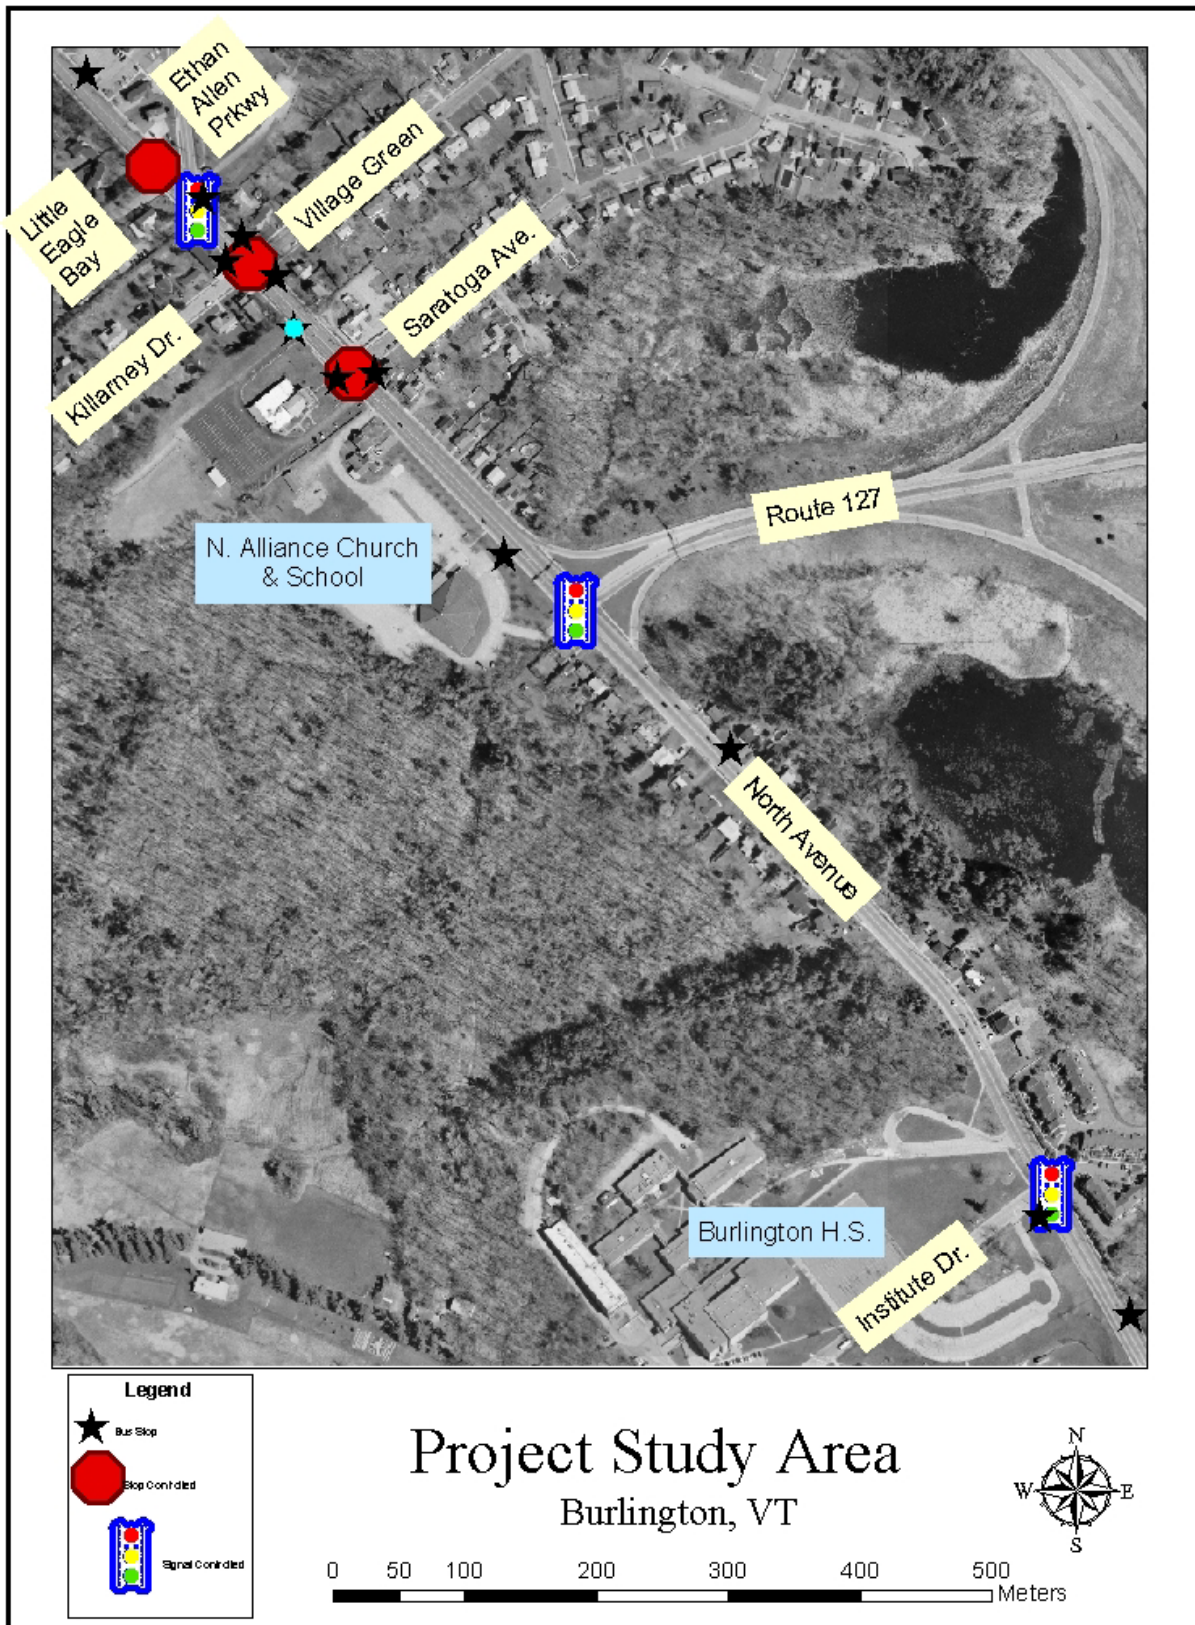 Ethan
Allen
Prkwy
Village Green
Little
Eagle
Bay
Saratoga Ave.
Killarney Dr.
Route 127
N. Alliance Church
& School
North Avenue
Burlington H.S.
Institute Dr.
Legend
Bus Stop
Stop Controlled
Signal Controlled
Project Study Area
Burlington, VT
N
W E
S
0 50 100 200 300 400 500
Meters